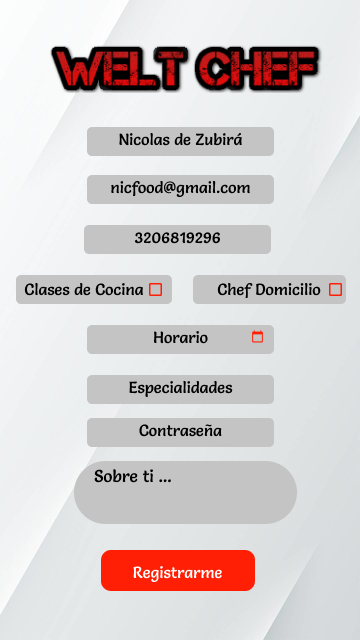 WELT CHEF
Nicolas de Zubirá
nicfood@gmail.com
3206819296
Clases de Cocina
Chef Domicilio
Horario
Especialidades
Contraseña
Sobre ti ...
Registrarme